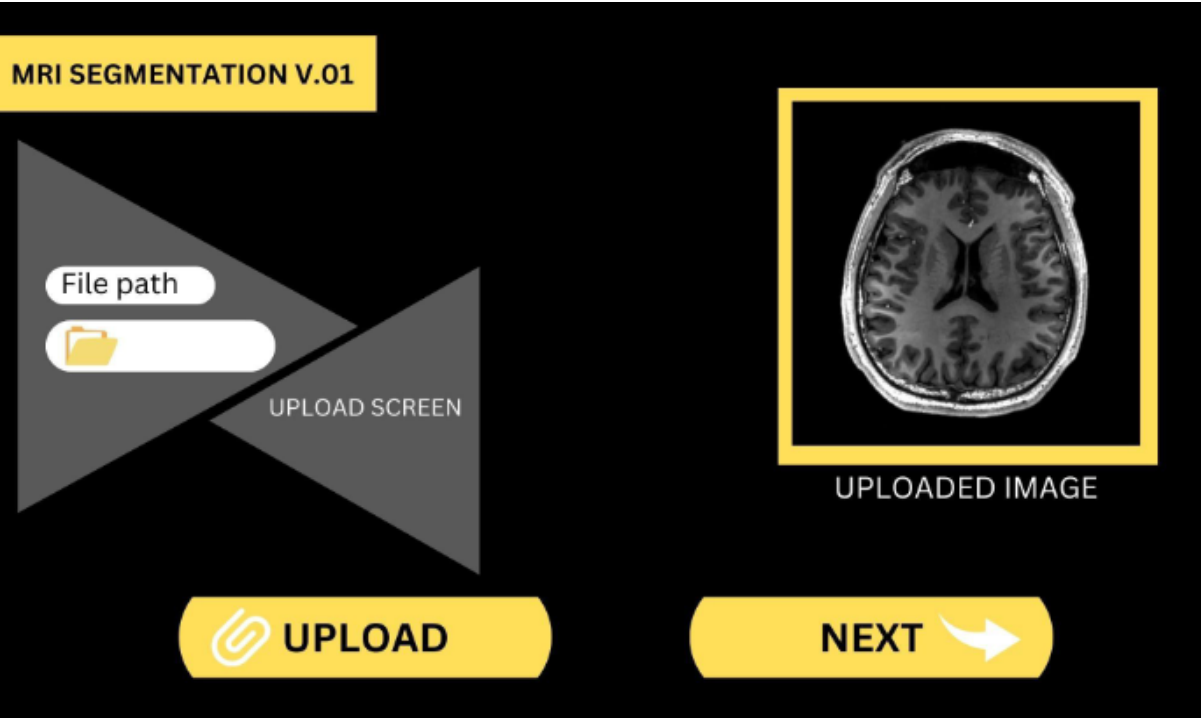 MRI SEGMENTATION V.01
File path
UPLOAD SCREEN
UPLOADED IMAGE
UPLOAD
NEXT